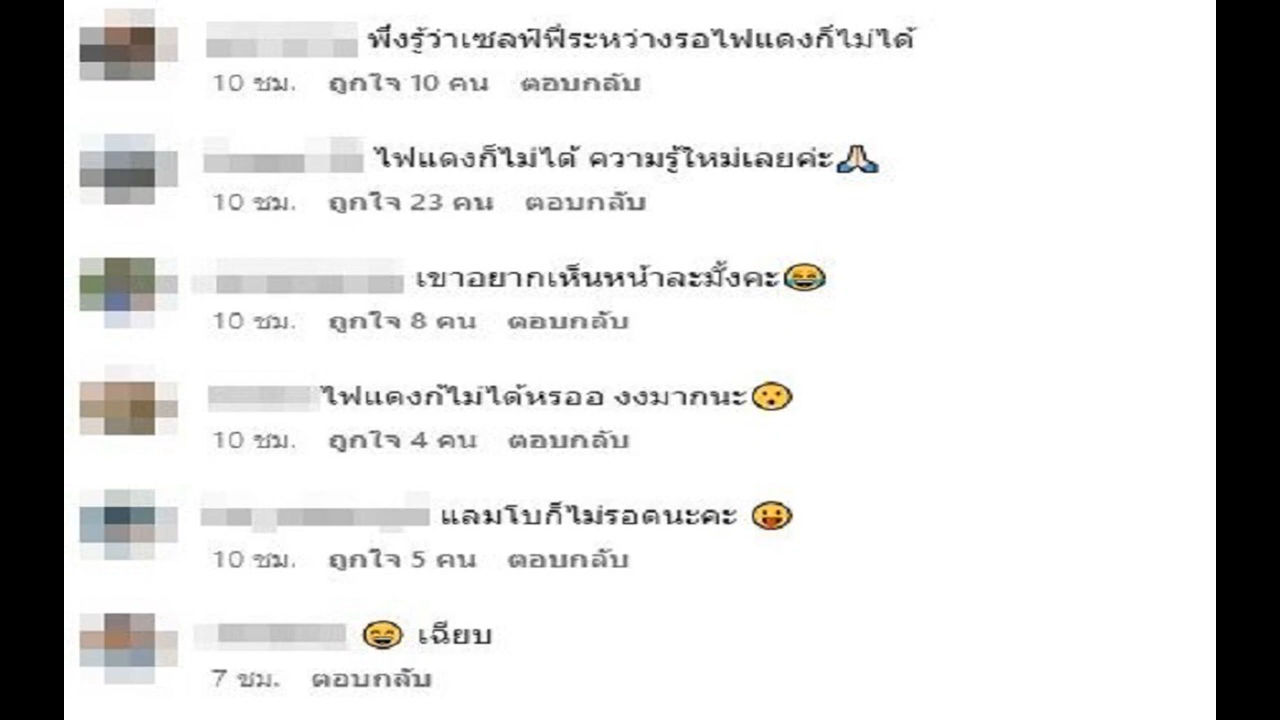 พึ่งรู้ว่าเซลฟ์ฟี่ระหว่างรอไฟแดงก็ไม่ได้
10 ชม. ถูกใจ 10 คน ตอบกลับ
ไฟแดงก็ไม่ได้ ความรู้ใหม่เลยค่ะ🙏🏻
10 ชม. ถูกใจ 23 คน ตอบกลับ
เขาอยากเห็นหน้าละมั้งคะ😂
10 ชม. ถูกใจ 8 คน ตอบกลับ
ไฟแดงก้ไม่ได้หรออ งงมากนะ😮
10 ชม. ถูกใจ 4 คน ตอบกลับ
แลมโบก็ไม่รอดนะคะ 😛
10 ชม. ถูกใจ 5 คน ตอบกลับ
😄 เฉียบ
7 ชม. ตอบกลับ